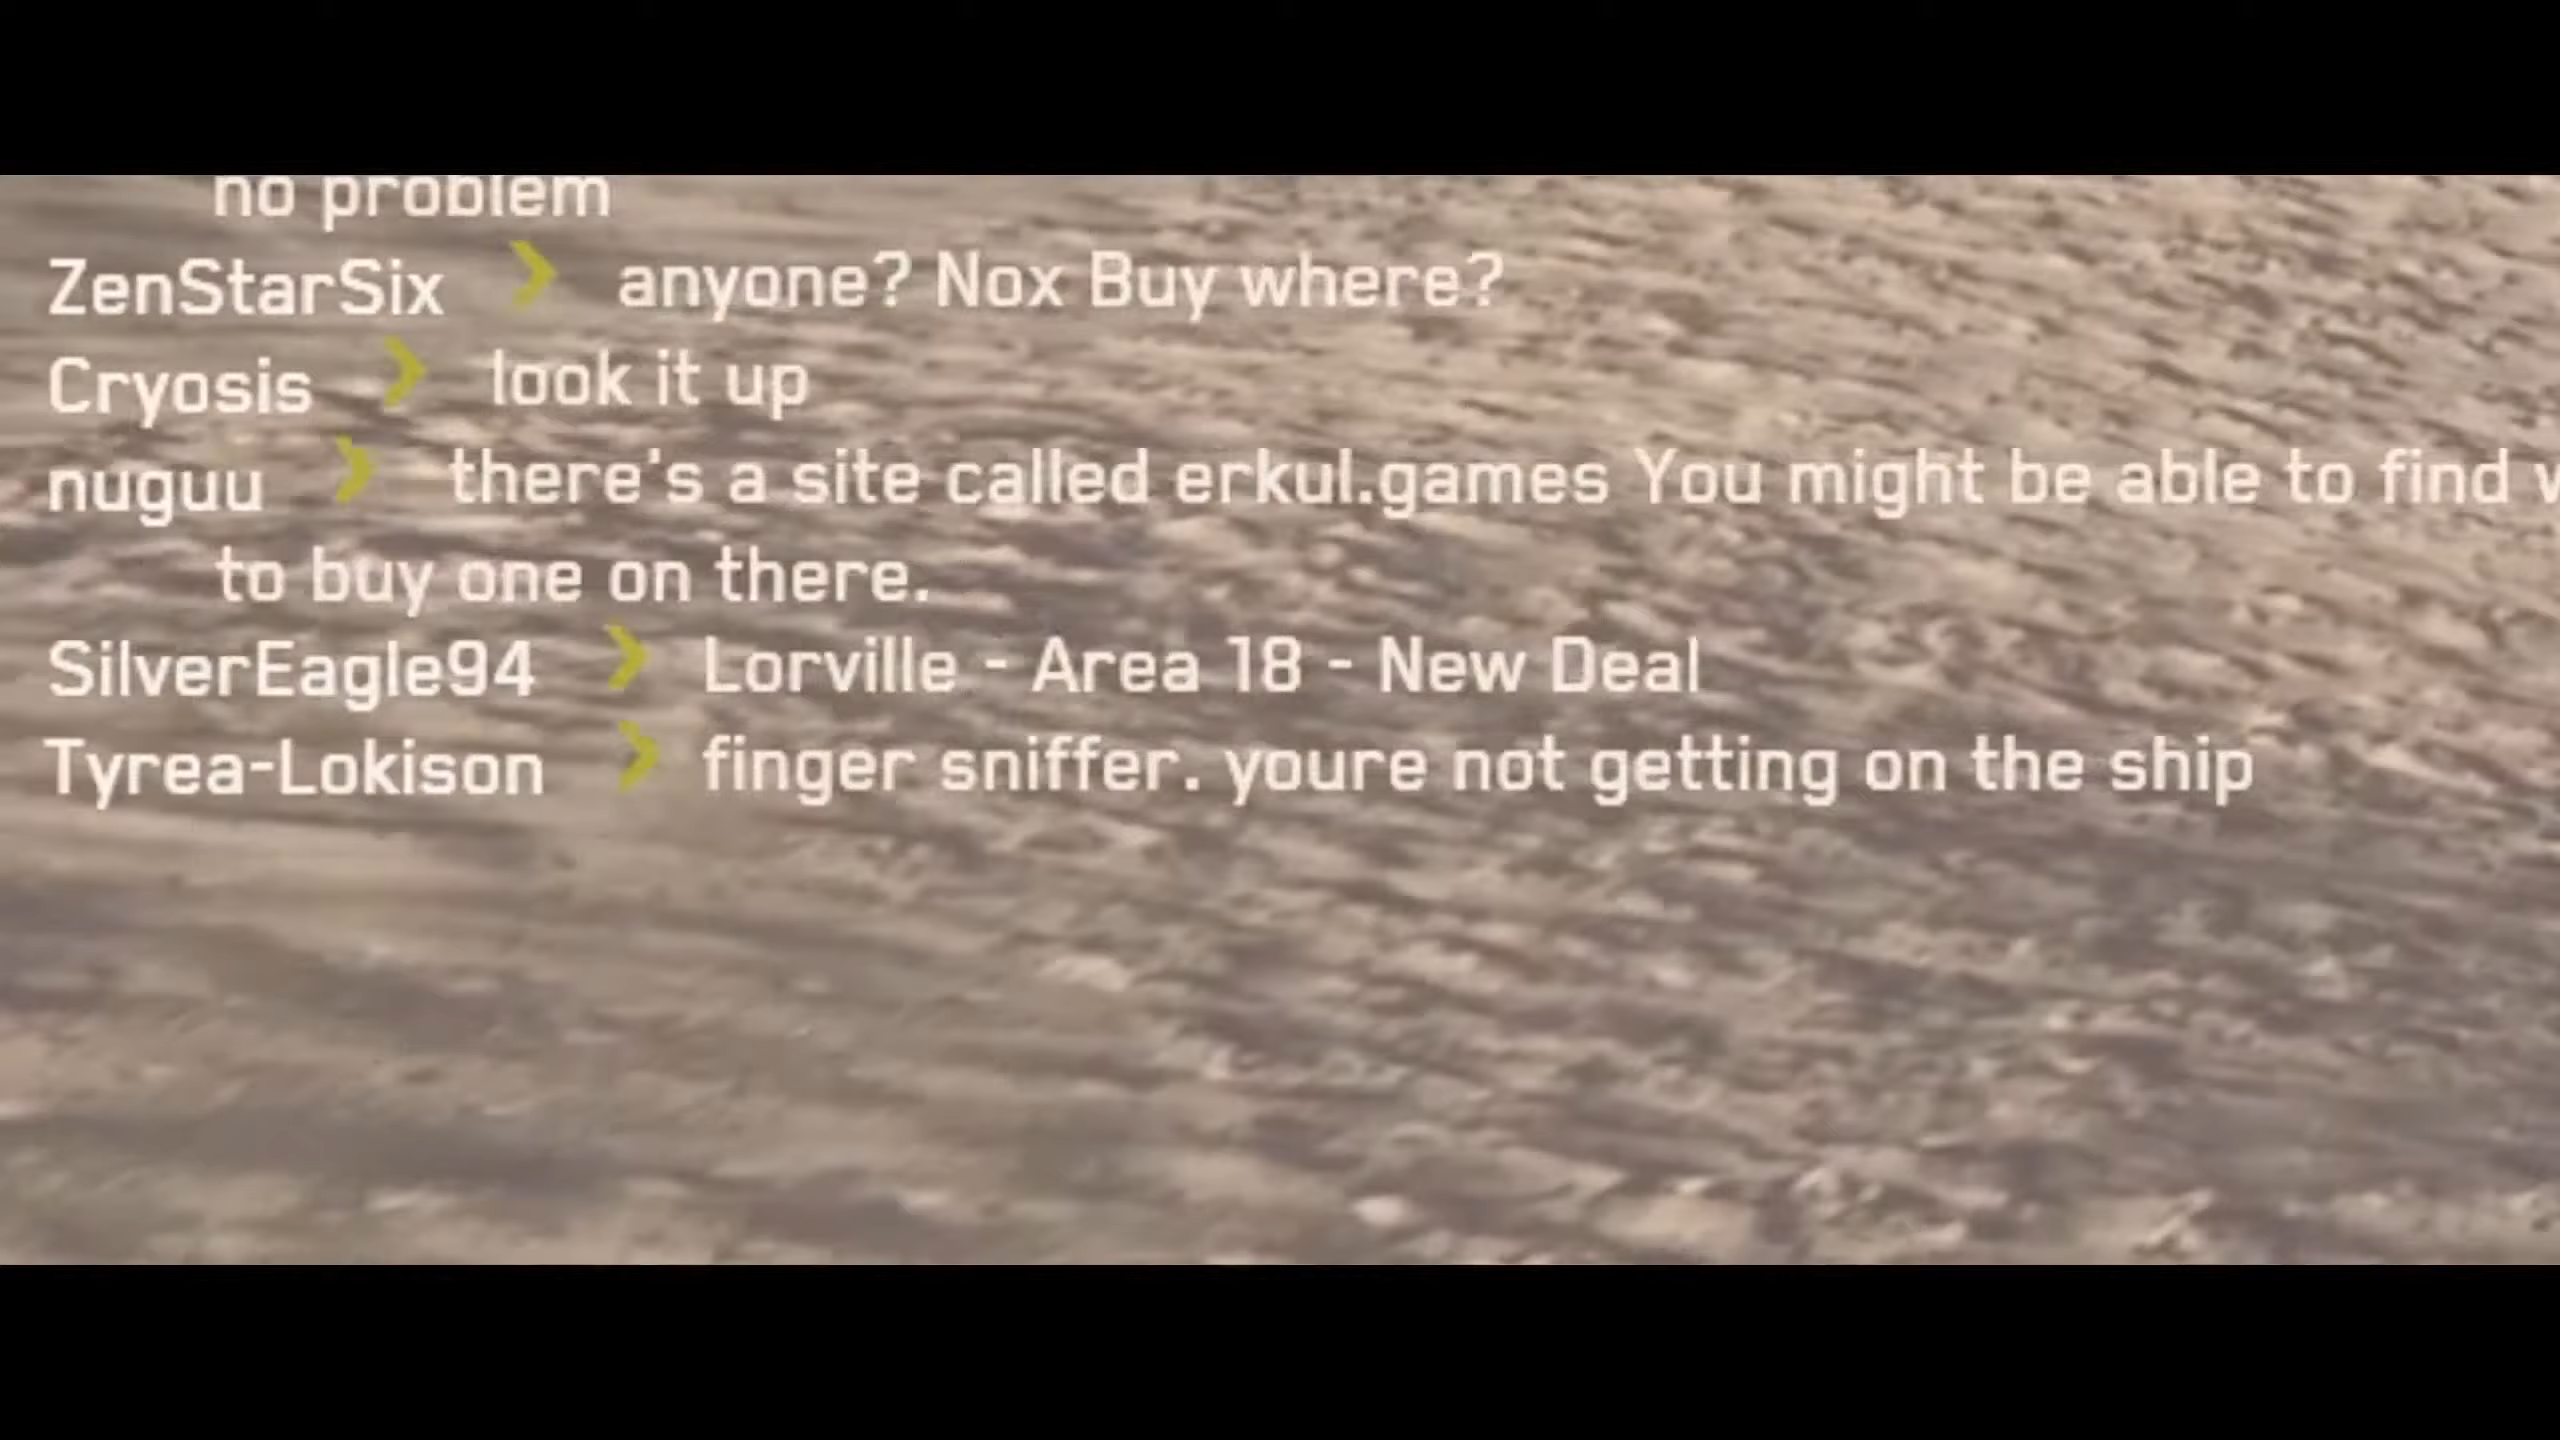 no problem
ZenStarSix > anyone? Nox Buy where?
Cryosis > look it up
nuguu > there's a site called erkul.games You might be able to find
to buy one on there.
SilverEagle94 > Lorville - Area 18 - New Deal
Tyrea-Lokison > finger sniffer. youre not getting on the ship